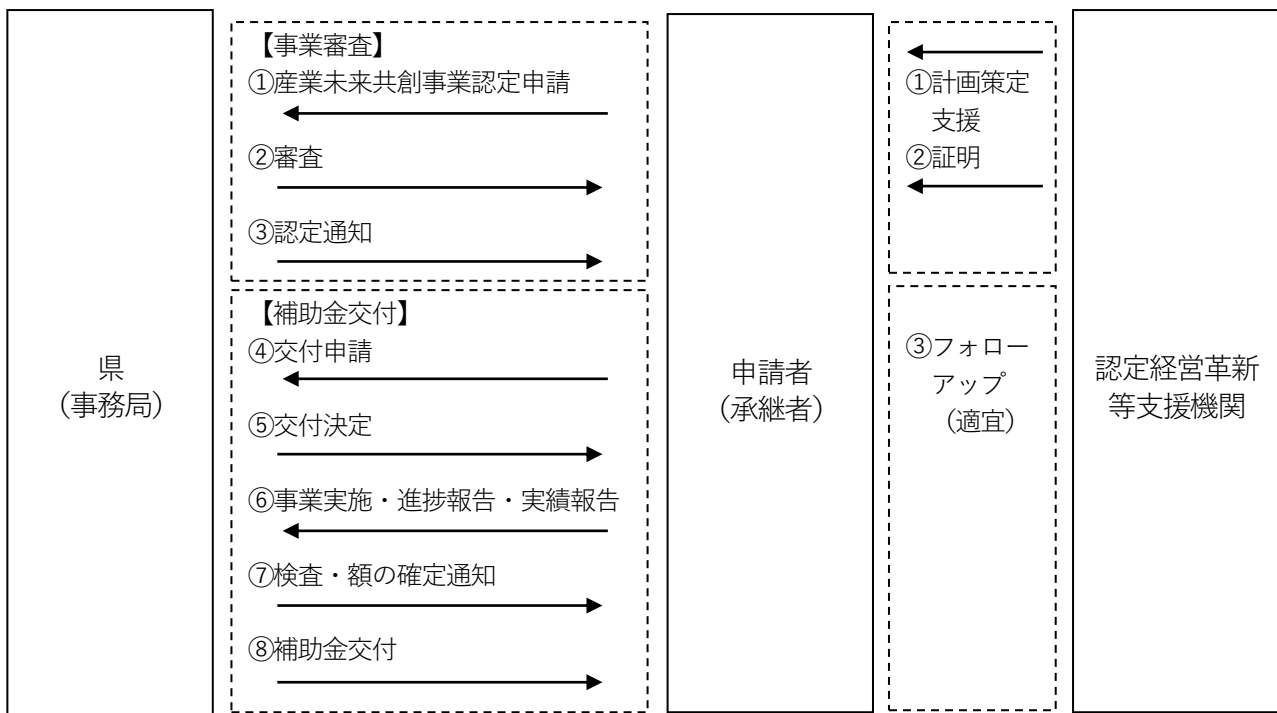 県
(事務局)
【事業審査】
①産業未来共創事業認定申請
②審査
③認定通知
【補助金交付】
④交付申請
⑤交付決定
⑥事業実施・進捗報告・実績報告
⑦検査・額の確定通知
⑧補助金交付
申請者
(承継者)
①計画策定
支援
②証明
③フォロー
アップ
(適宜)
認定経営革新
等支援機関